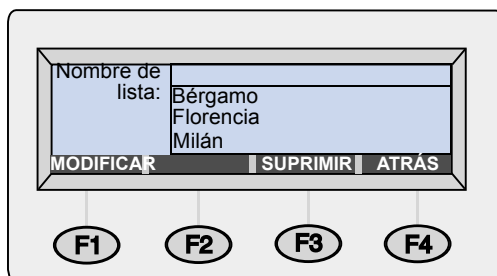 Nombre de
lista:
Bérgamo
Florencia
Milán
MODIFICAR SUPRIMIR ATRÁS
F1 F2 F3 F4